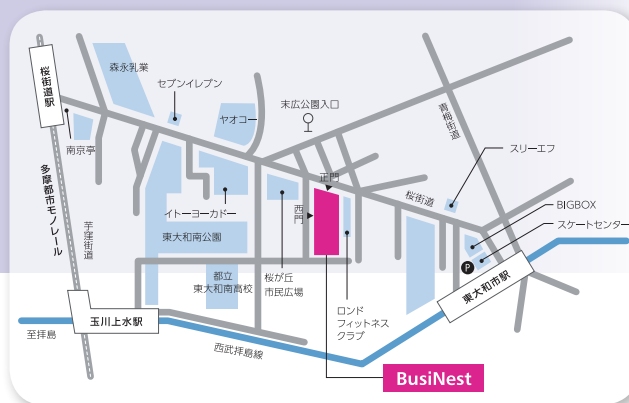 森永乳業
セブンイレブン
ヤオコー
末広公園入口
青梅街道
桜街道駅
南京亭
スリーエフ
正門
桜街道
西門
イトーヨーカドー
BIGBOX
スケートセンター
多摩都市モノレール
芋窪街道
東大和南公園
P
都立
東大和南高校
桜が丘
市民広場
東大和市駅
ロンド
フィットネス
クラブ
玉川上水駅
至拝島
西武拝島線
BusiNest